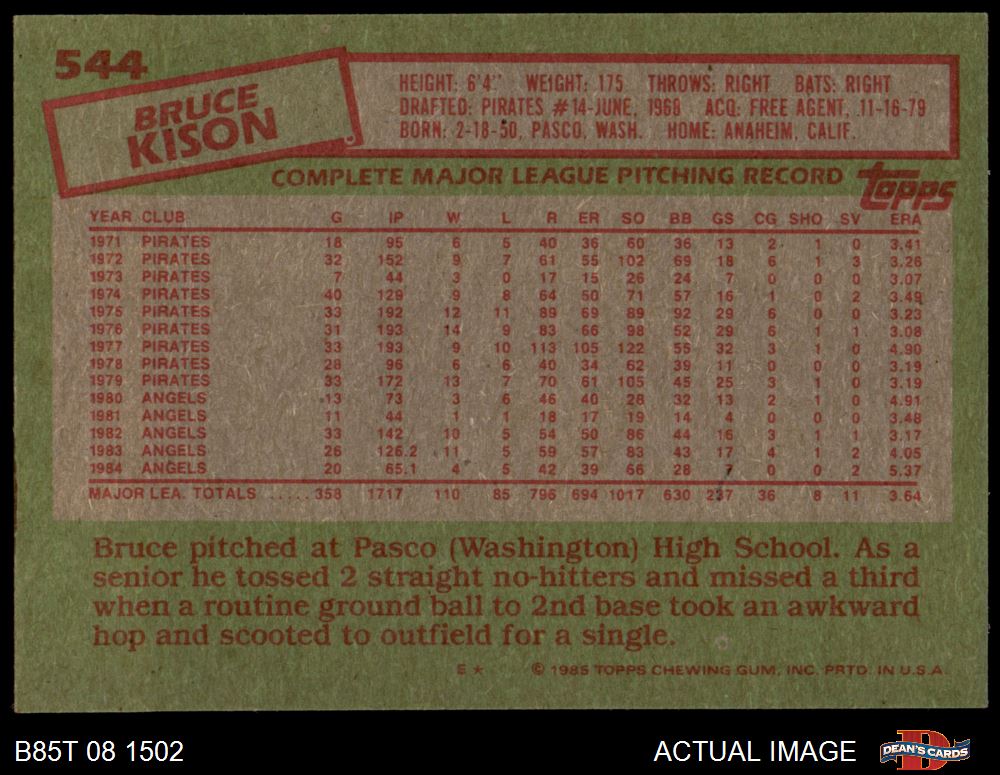 544
BRUCE
KISON
HEIGHT: 6'4" WEIGHT: 175 THROWS: RIGHT BATS: RIGHT
DRAFTED: PIRATES #14-JUNE, 1968 ACQ: FREE AGENT, 11-16-79
BORN: 2-18-50, PASCO, WASH. HOME: ANAHEIM, CALIF.
COMPLETE MAJOR LEAGUE PITCHING RECORD topps
YEAR CLUB G IP W L R ER SO BB GS CG SHO SV ERA
1971 PIRATES 18 95 6 5 40 36 60 36 13 2 1 0 3.41
1972 PIRATES 32 152 9 7 61 55 102 69 18 6 1 3 3.26
1973 PIRATES 7 44 3 0 17 15 26 24 7 0 0 0 3.07
1974 PIRATES 40 129 9 8 64 50 71 57 16 1 0 2 3.49
1975 PIRATES 33 192 12 11 89 69 89 92 29 6 0 0 3.23
1976 PIRATES 31 193 14 9 83 66 98 52 29 6 1 1 3.08
1977 PIRATES 33 193 9 10 113 105 122 55 32 3 1 0 4.90
1978 PIRATES 28 96 6 6 40 34 62 39 11 0 0 0 3.19
1979 PIRATES 33 172 13 7 70 61 105 45 25 3 1 0 3.19
1980 ANGELS 13 73 3 6 46 40 28 32 13 2 1 0 4.91
1981 ANGELS 11 44 1 1 18 17 19 14 4 0 0 0 3.48
1982 ANGELS 33 142 10 5 54 50 86 44 16 3 1 1 3.17
1983 ANGELS 26 126.2 11 5 59 57 83 43 17 4 1 2 4.05
1984 ANGELS 20 65.1 4 5 42 39 66 28 7 0 0 2 5.37
MAJOR LEA. TOTALS ..... 358 1717 110 85 796 694 1017 630 237 36 8 11 3.64
Bruce pitched at Pasco (Washington) High School. As a
senior he tossed 2 straight no-hitters and missed a third
when a routine ground ball to 2nd base took an awkward
hop and scooted to outfield for a single.
E ★ © 1985 TOPPS CHEWING GUM, INC. PRTD. IN U.S.A.
B85T 08 1502 ACTUAL IMAGE D DEAN'S CARDS